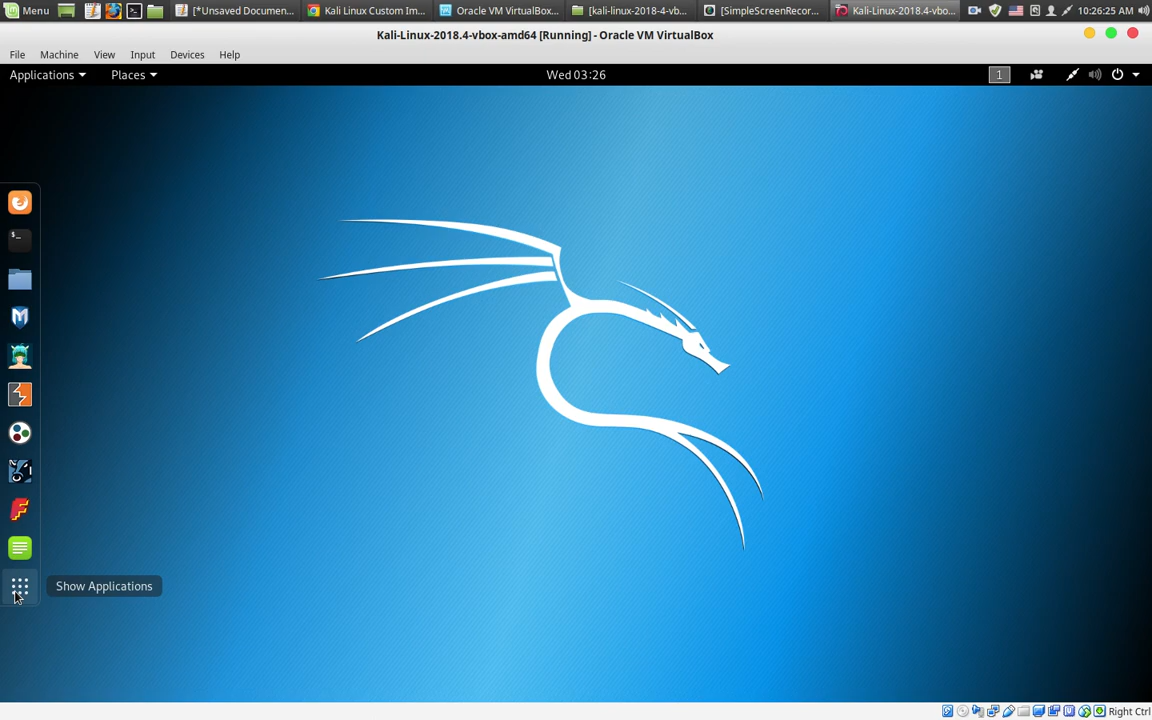 Menu
[*Unsaved Documen...
Kali Linux Custom Im...
Oracle VM VirtualBox...
[kali-linux-2018-4-vb...
[SimpleScreenRecor...
Kali-Linux-2018.4-vbo...
10:26:25 AM
Kali-Linux-2018.4-vbox-amd64 [Running] - Oracle VM VirtualBox
File Machine View Input Devices Help
Applications Places Wed 03:26 1
Show Applications
Right Ctrl